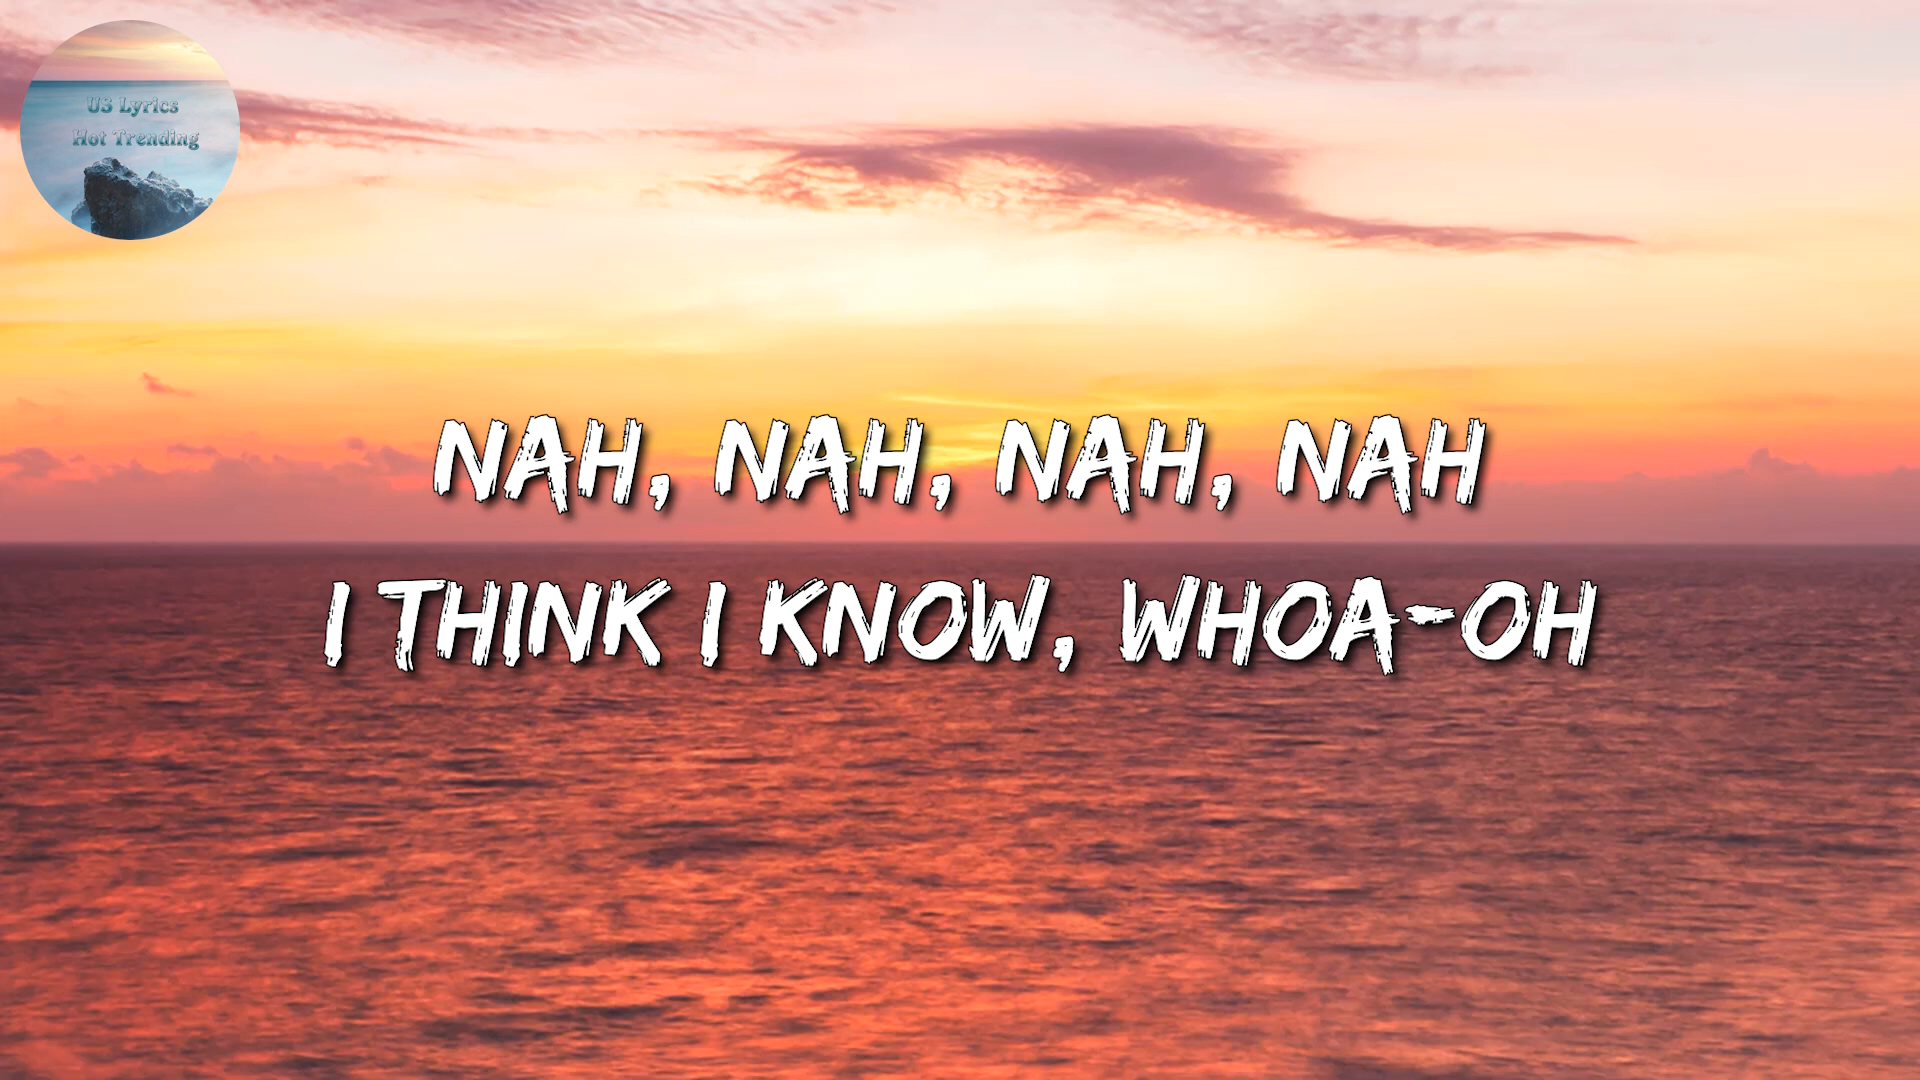 US Lyrics
Hot Trending
NAH, NAH, NAH, NAH
I THINK I KNOW, WHOA-OH